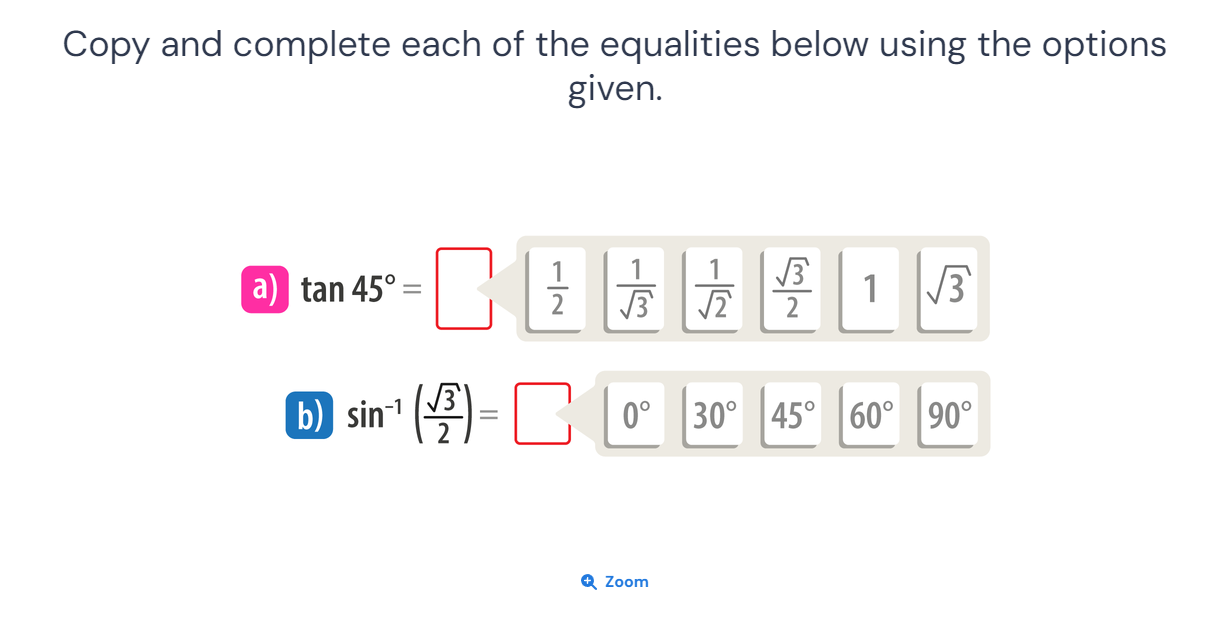 Copy and complete each of the equalities below using the options
given.
a) tan 45° = 1/2 1/√3 1/√2 √3/2 1 √3
b) sin⁻¹ (√3/2) = 0° 30° 45° 60° 90°
Zoom